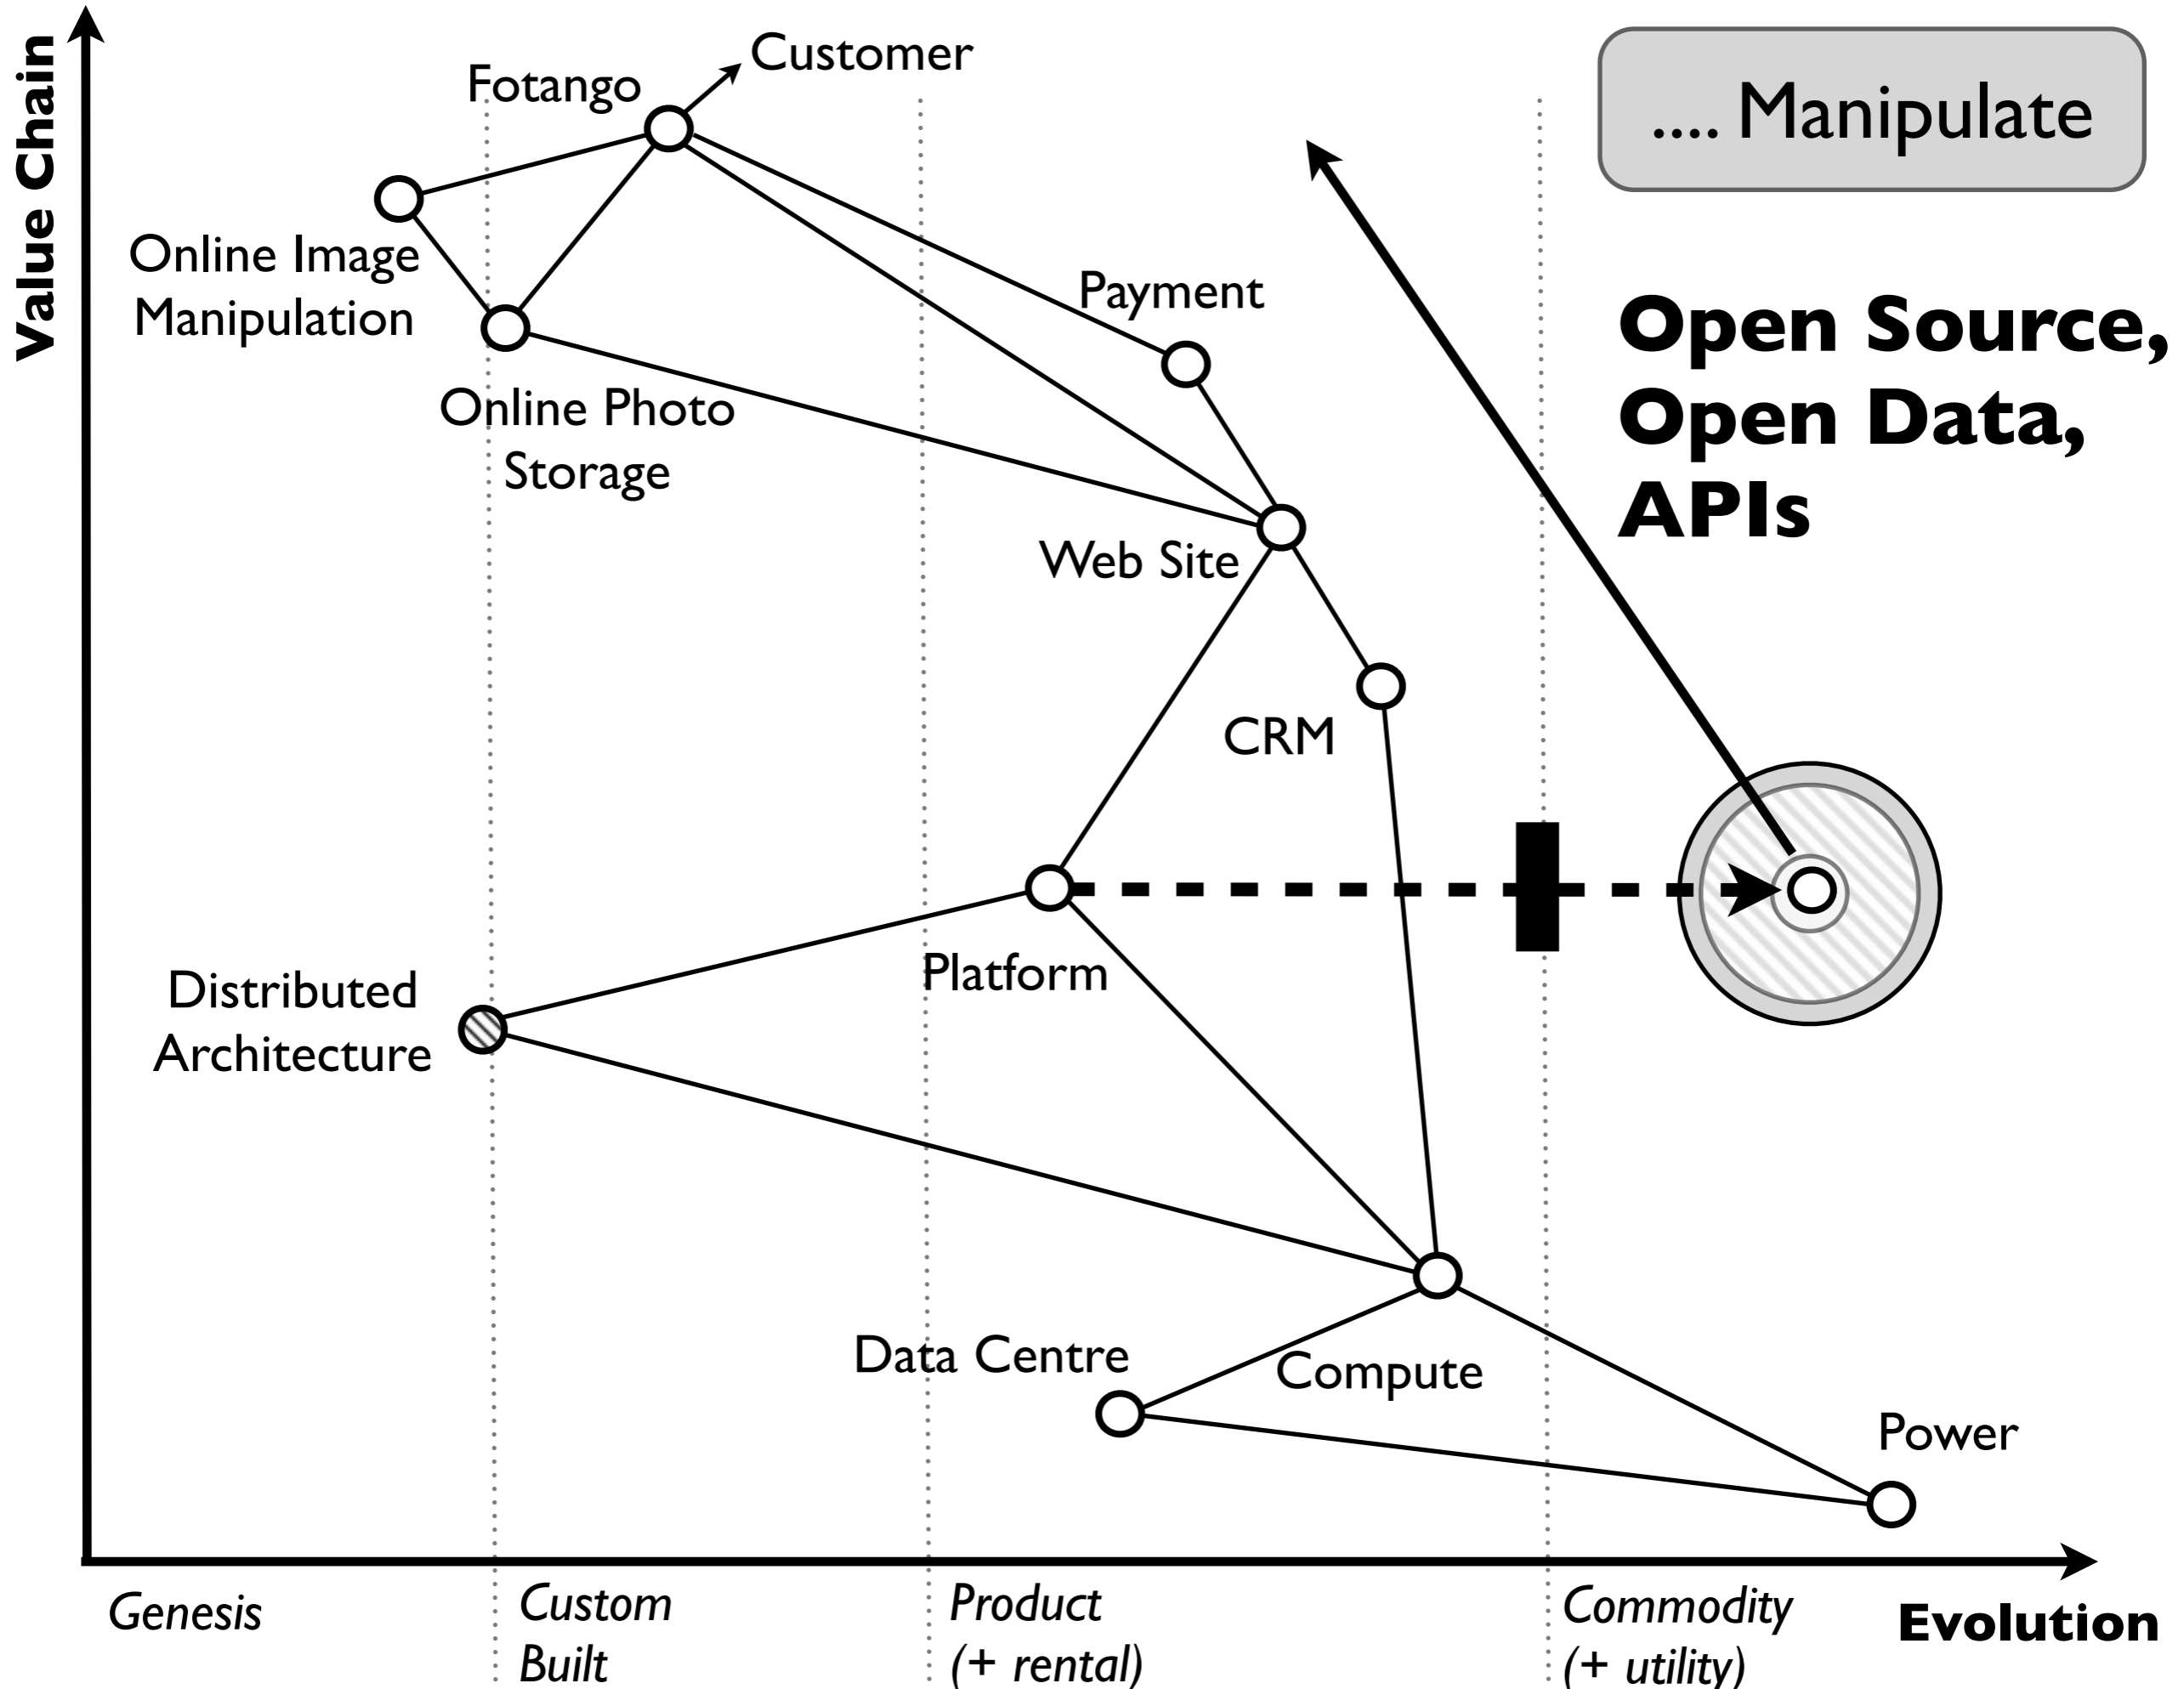 Value Chain
Customer
Fotango
.... Manipulate
Online Image
Manipulation
Payment
Open Source,
Open Data,
APIs
Online Photo
Storage
Web Site
CRM
Platform
Distributed
Architecture
Data Centre
Compute
Power
Genesis
Custom
Built
Product
(+ rental)
Commodity
(+ utility)
Evolution